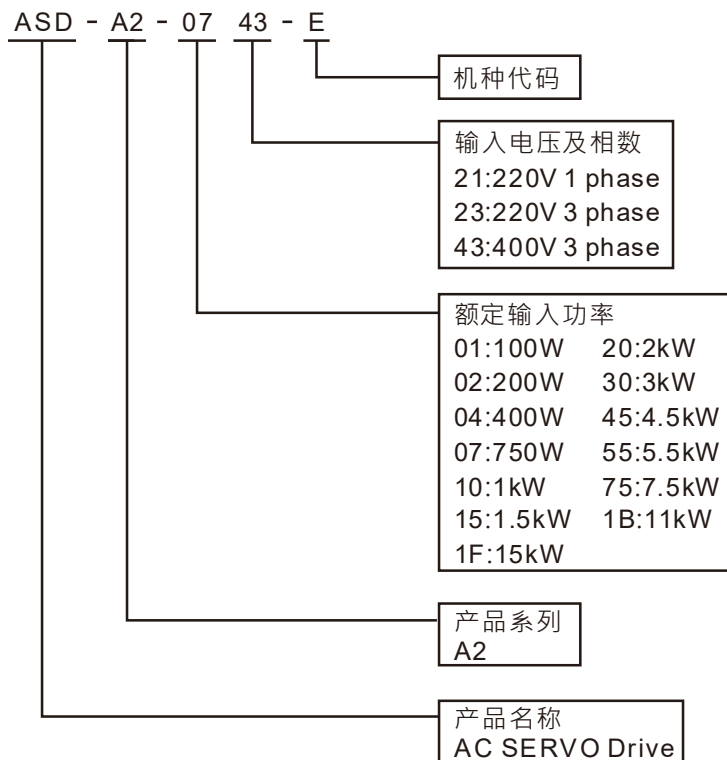 ASD - A2 - 07 43 - E
机种代码
输入电压及相数
21:220V 1 phase
23:220V 3 phase
43:400V 3 phase
额定输入功率
01:100W 20:2kW
02:200W 30:3kW
04:400W 45:4.5kW
07:750W 55:5.5kW
10:1kW 75:7.5kW
15:1.5kW 1B:11kW
1F:15kW
产品系列
A2
产品名称
AC SERVO Drive